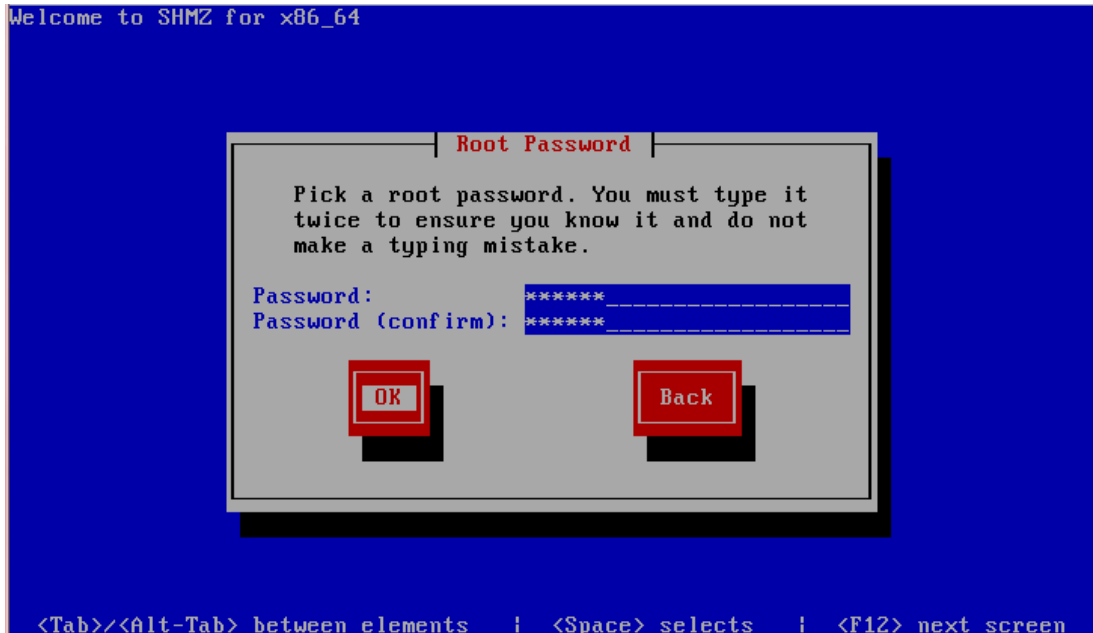 Welcome to SHMZ for x86_64
Root Password
Pick a root password. You must type it
twice to ensure you know it and do not
make a typing mistake.
Password: ******__________________
Password (confirm): ******__________________
OK Back
<Tab>/<Alt-Tab> between elements | <Space> selects | <F12> next screen